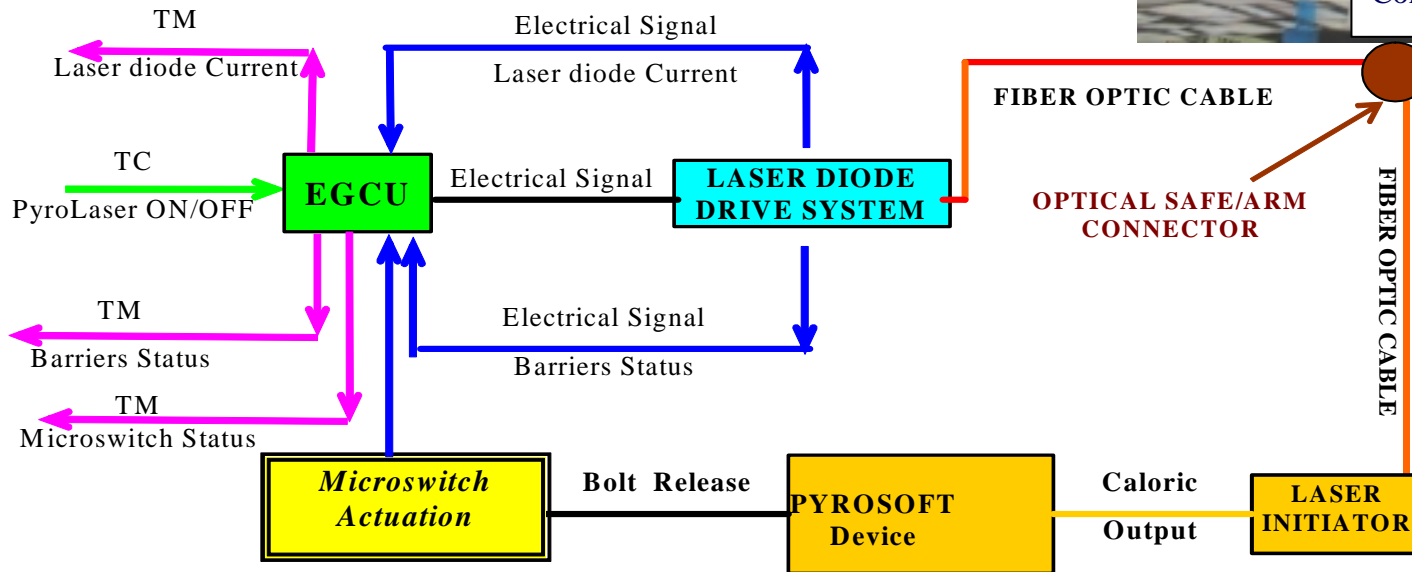 TM
Laser diode Current
TC
PyroLaser ON/OFF
TM
Barriers Status
TM
Microswitch Status
EGCU
Electrical Signal
Laser diode Current
Electrical Signal
Electrical Signal
Barriers Status
LASER DIODE
DRIVE SYSTEM
FIBER OPTIC CABLE
OPTICAL SAFE/ARM
CONNECTOR
FIBER OPTIC CABLE
Microswitch
Actuation
Bolt Release
PYROSOFT
Device
Caloric
Output
LASER
INITIATOR